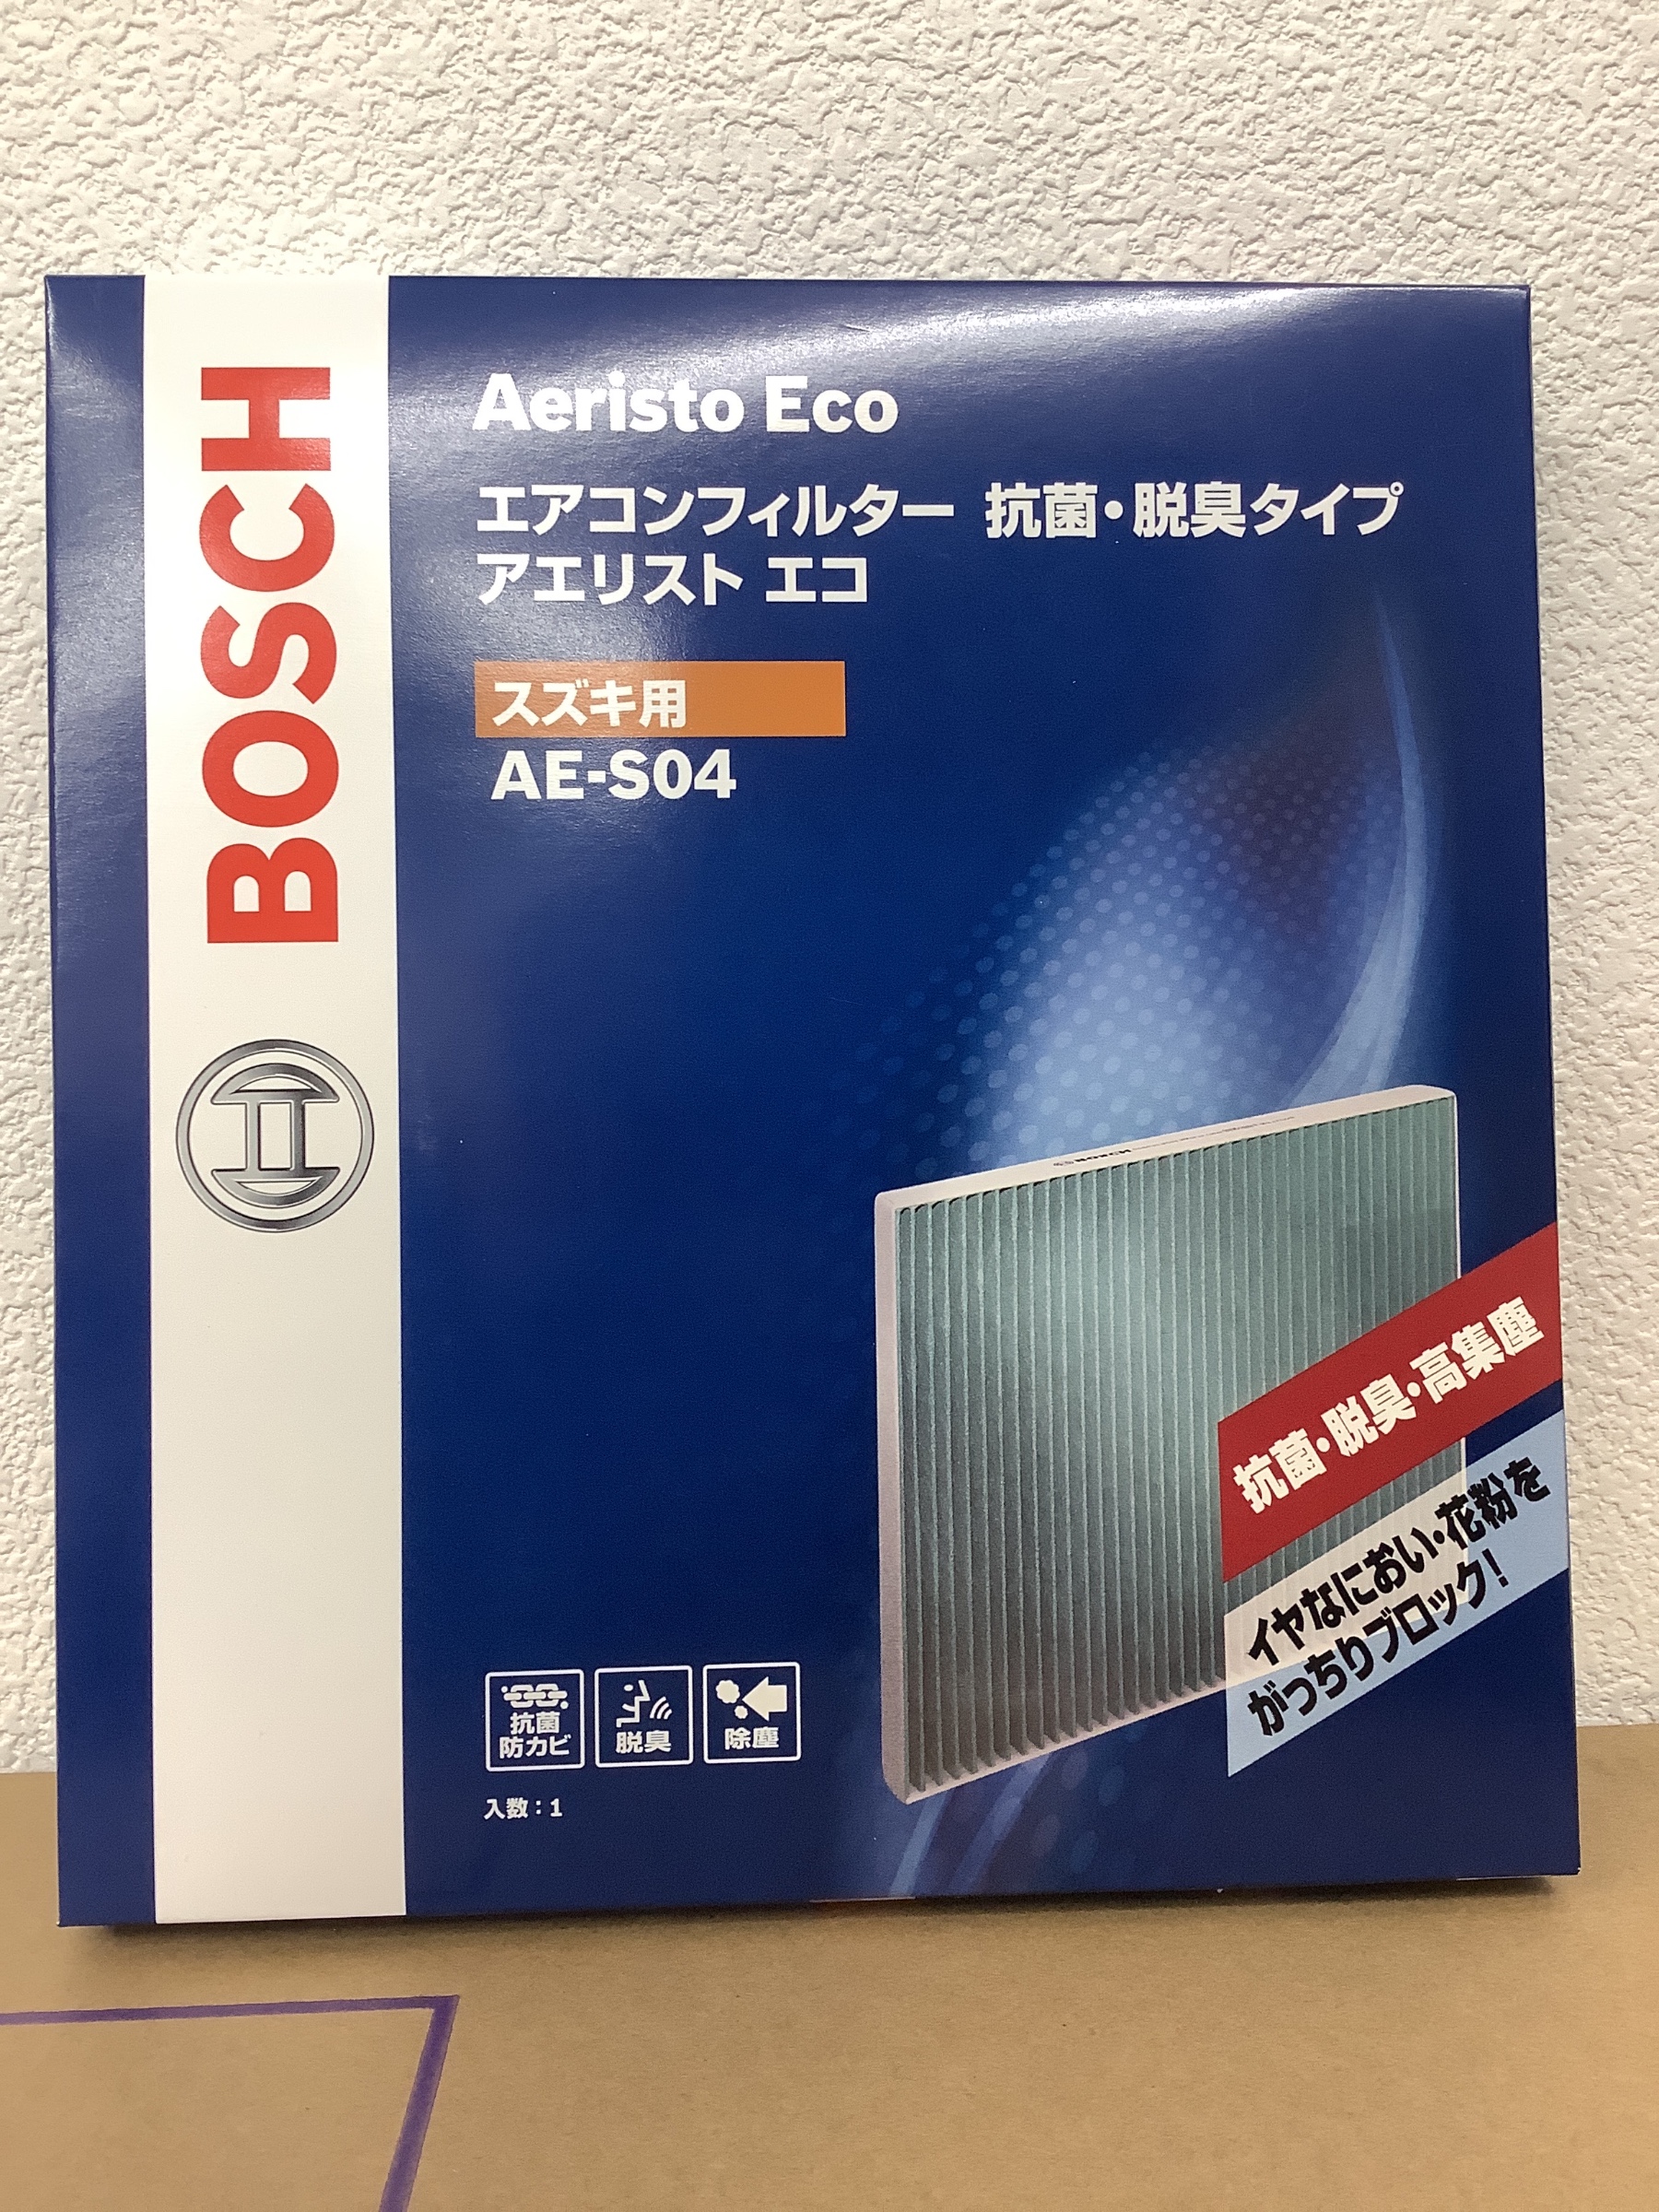 BOSCH
Aeristo Eco
エアコンフィルター 抗菌・脱臭タイプ
アエリスト エコ
スズキ用
AE-S04
抗菌・脱臭・高集塵
イヤなにおい・花粉を
がっちりブロック!
抗菌
防カビ
脱臭
除塵
入数:1